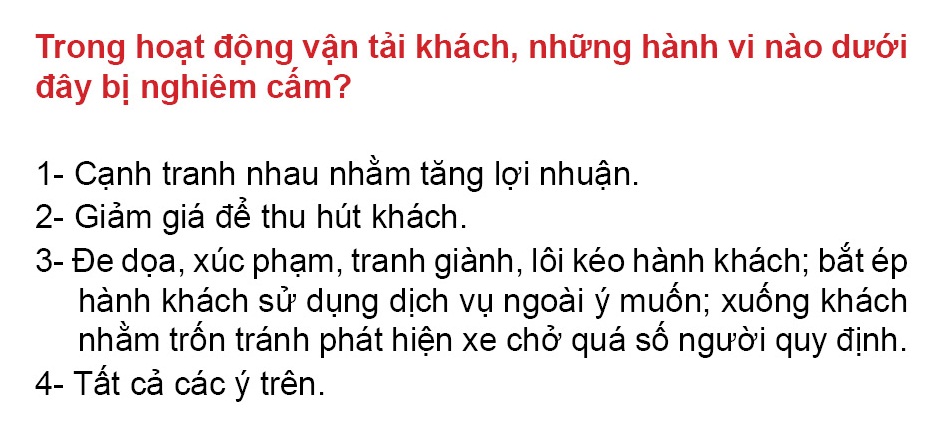 Trong hoạt động vận tải khách, những hành vi nào dưới
đây bị nghiêm cấm?
1- Cạnh tranh nhau nhằm tăng lợi nhuận.
2- Giảm giá để thu hút khách.
3- Đe dọa, xúc phạm, tranh giành, lôi kéo hành khách; bắt ép
hành khách sử dụng dịch vụ ngoài ý muốn; xuống khách
nhằm trốn tránh phát hiện xe chở quá số người quy định.
4- Tất cả các ý trên.